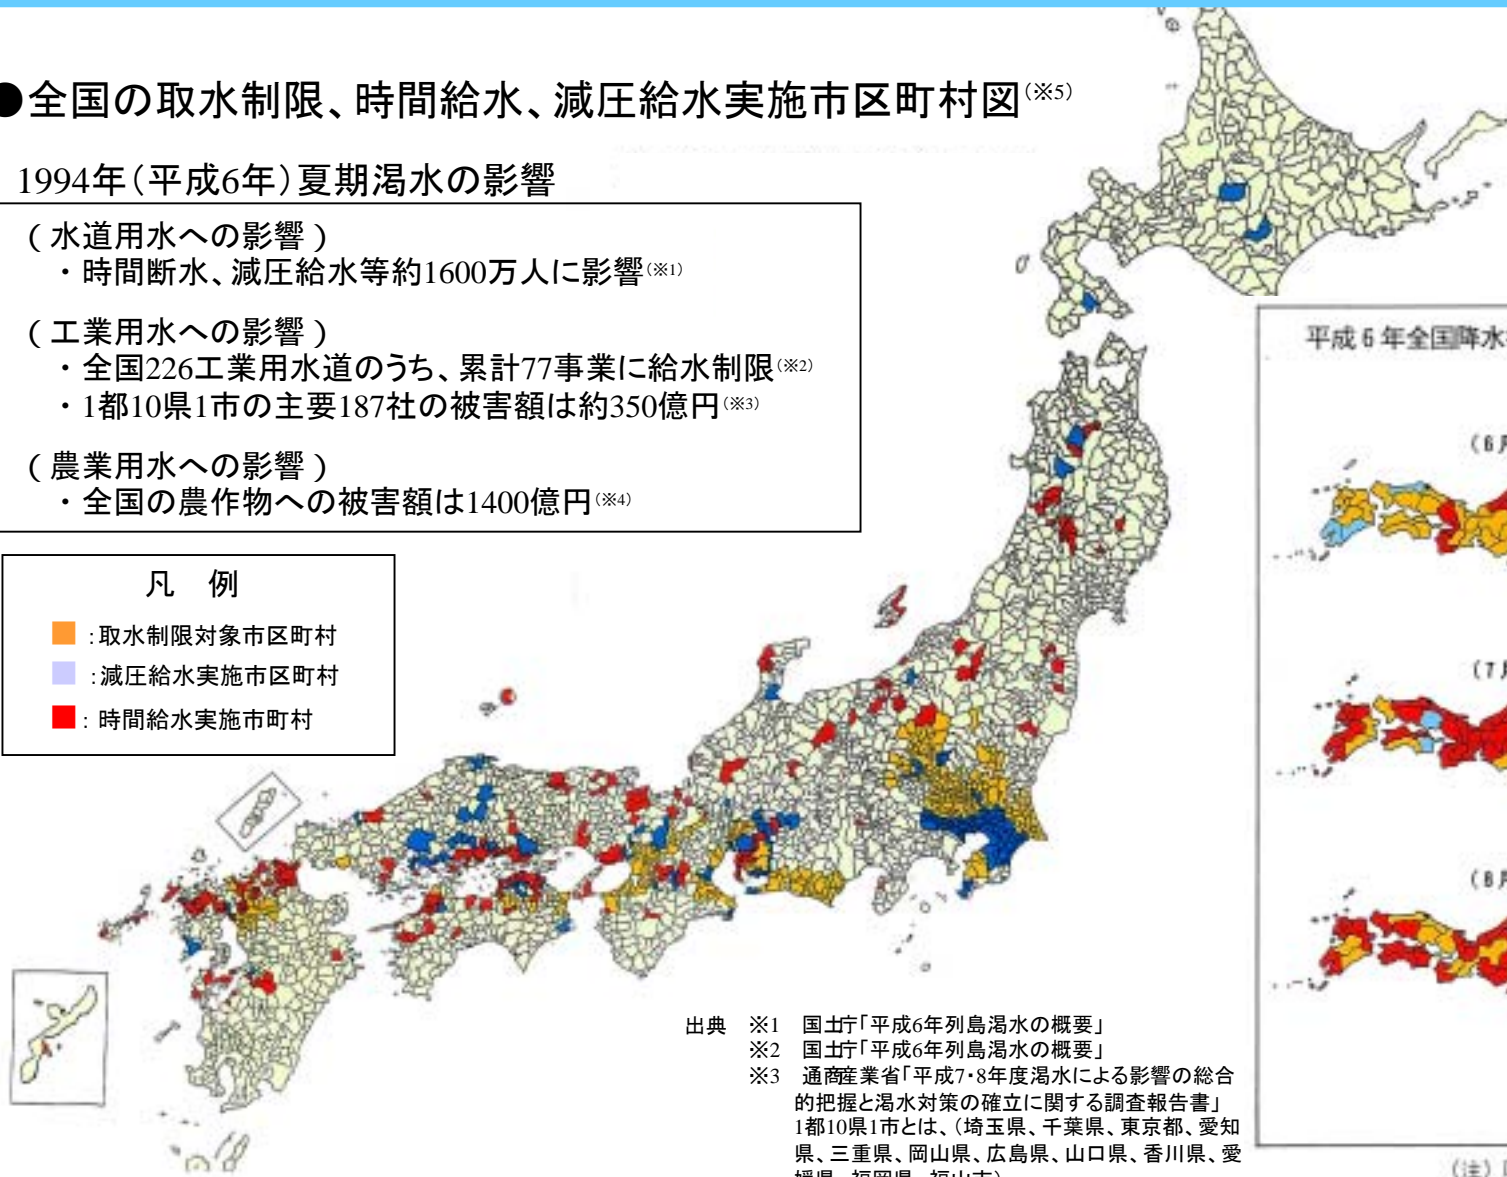 ●全国の取水制限、時間給水、減圧給水実施市区町村図(※5)
1994年(平成6年)夏期渇水の影響
(水道用水への影響)
・時間断水、減圧給水等約1600万人に影響(※1)
(工業用水への影響)
・全国226工業用水道のうち、累計77事業に給水制限(※2)
・1都10県1市の主要187社の被害額は約350億円(※3)
(農業用水への影響)
・全国の農作物への被害額は1400億円(※4)
凡 例
:取水制限対象市区町村
:減圧給水実施市区町村
:時間給水実施市町村
平成6年全国降水
(6月
(7月
(8月
出典 ※1 国土庁「平成6年列島渇水の概要」
※2 国土庁「平成6年列島渇水の概要」
※3 通商産業省「平成7・8年度渇水による影響の総合
的把握と渇水対策の確立に関する調査報告書」
1都10県1市とは、(埼玉県、千葉県、東京都、愛知
県、三重県、岡山県、広島県、山口県、香川県、愛
媛県、福岡県、福山市)
(注)